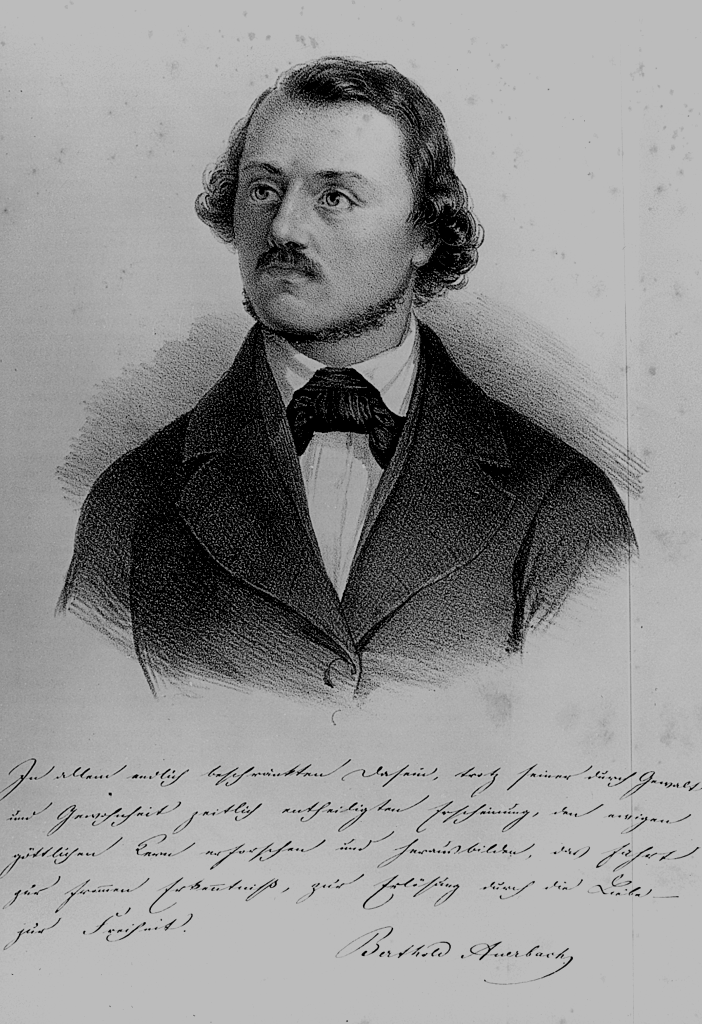 In allem endlich beschränkten Dasein, trotz seiner durch Gewalt
und Gewohnheit zeitlich entheiligten Erscheinung, den ewigen
göttlichen Kern erforschen und herausbilden, das führt
zur frommen Erkenntniß, zur Erlösung durch die Liebe –
zur Freiheit.
Berthold Auerbach